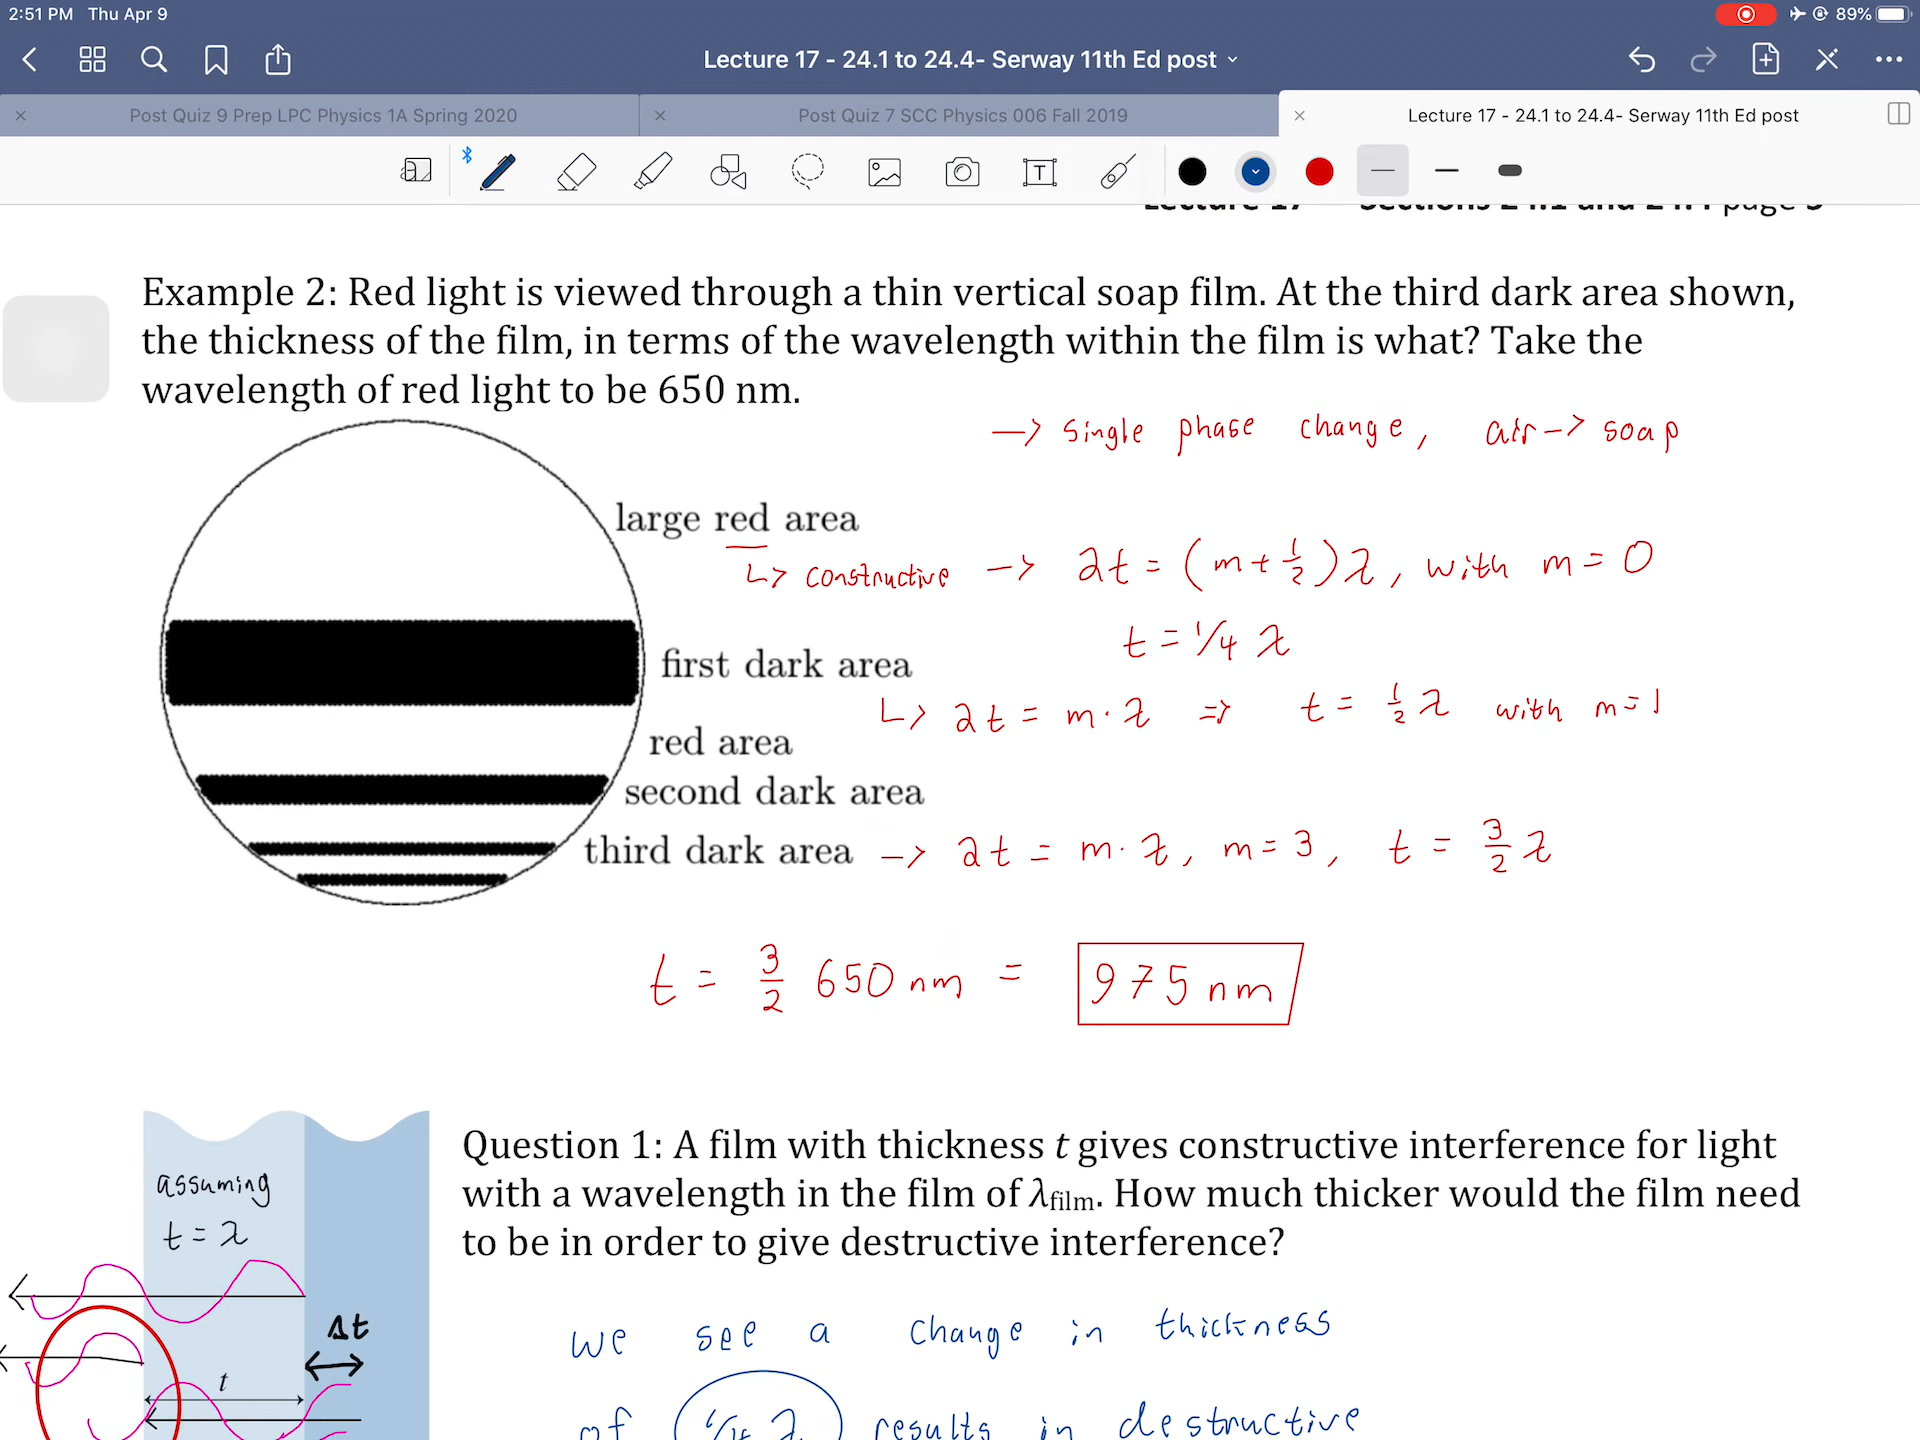 2:51 PM Thu Apr 9
89%
Lecture 17 - 24.1 to 24.4- Serway 11th Ed post
Post Quiz 9 Prep LPC Physics 1A Spring 2020
Post Quiz 7 SCC Physics 006 Fall 2019
Lecture 17 - 24.1 to 24.4- Serway 11th Ed post
T
Example 2: Red light is viewed through a thin vertical soap film. At the third dark area shown,
the thickness of the film, in terms of the wavelength within the film is what? Take the
wavelength of red light to be 650 nm.
-> single phase change, air -> soap
large red area
↳ constructive -> 2t = (m + 1/2)λ, with m = 0
t = 1/4 λ
first dark area
↳ 2t = m · λ => t = 1/2 λ with m = 1
red area
second dark area
third dark area -> 2t = m · λ, m = 3, t = 3/2 λ
t = 3/2 650 nm = 975 nm
Question 1: A film with thickness t gives constructive interference for light
with a wavelength in the film of λfilm. How much thicker would the film need
to be in order to give destructive interference?
assuming
t = λ
Δt
t
we see a change in thickness
of 1/4 λ results in destructive